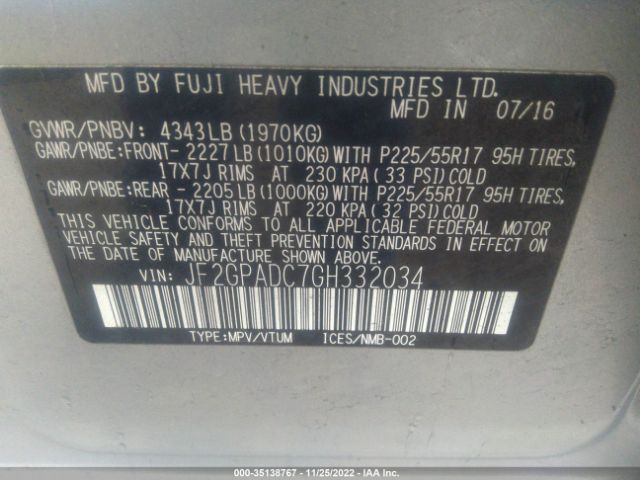 MFD BY FUJI HEAVY INDUSTRIES LTD.
MFD IN 07/16
GVWR/PNBV: 4343LB(1970KG)
GAWR/PNBE:FRONT-2227LB(1010KG)WITH P225/55R17 95H TIRES,
17X7J RIMS AT 230 KPA(33 PSI)COLD
GAWR/PNBE:REAR -2205LB(1000KG)WITH P225/55R17 95H TIRES,
17X7J RIMS AT 220 KPA(32 PSI)COLD
THIS VEHICLE CONFORMS TO ALL APPLICABLE FEDERAL MOTOR
VEHICLE SAFETY AND THEFT PREVENTION STANDARDS IN EFFECT ON
THE DATE OF MANUFACTURE SHOWN ABOVE.
VIN: JF2GPADC7GH332034
TYPE:MPV/VTUM ICES/NMB-002
000-35138767 - 11/25/2022 - IAA Inc.